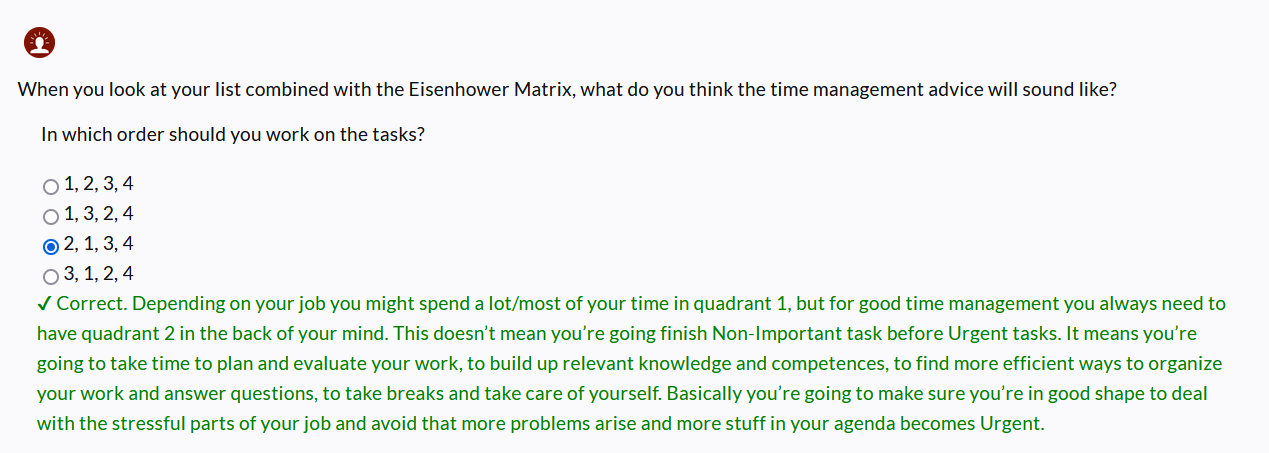 When you look at your list combined with the Eisenhower Matrix, what do you think the time management advice will sound like?
In which order should you work on the tasks?
1, 2, 3, 4
1, 3, 2, 4
2, 1, 3, 4
3, 1, 2, 4
✓ Correct. Depending on your job you might spend a lot/most of your time in quadrant 1, but for good time management you always need to
have quadrant 2 in the back of your mind. This doesn't mean you're going finish Non-Important task before Urgent tasks. It means you're
going to take time to plan and evaluate your work, to build up relevant knowledge and competences, to find more efficient ways to organize
your work and answer questions, to take breaks and take care of yourself. Basically you're going to make sure you're in good shape to deal
with the stressful parts of your job and avoid that more problems arise and more stuff in your agenda becomes Urgent.